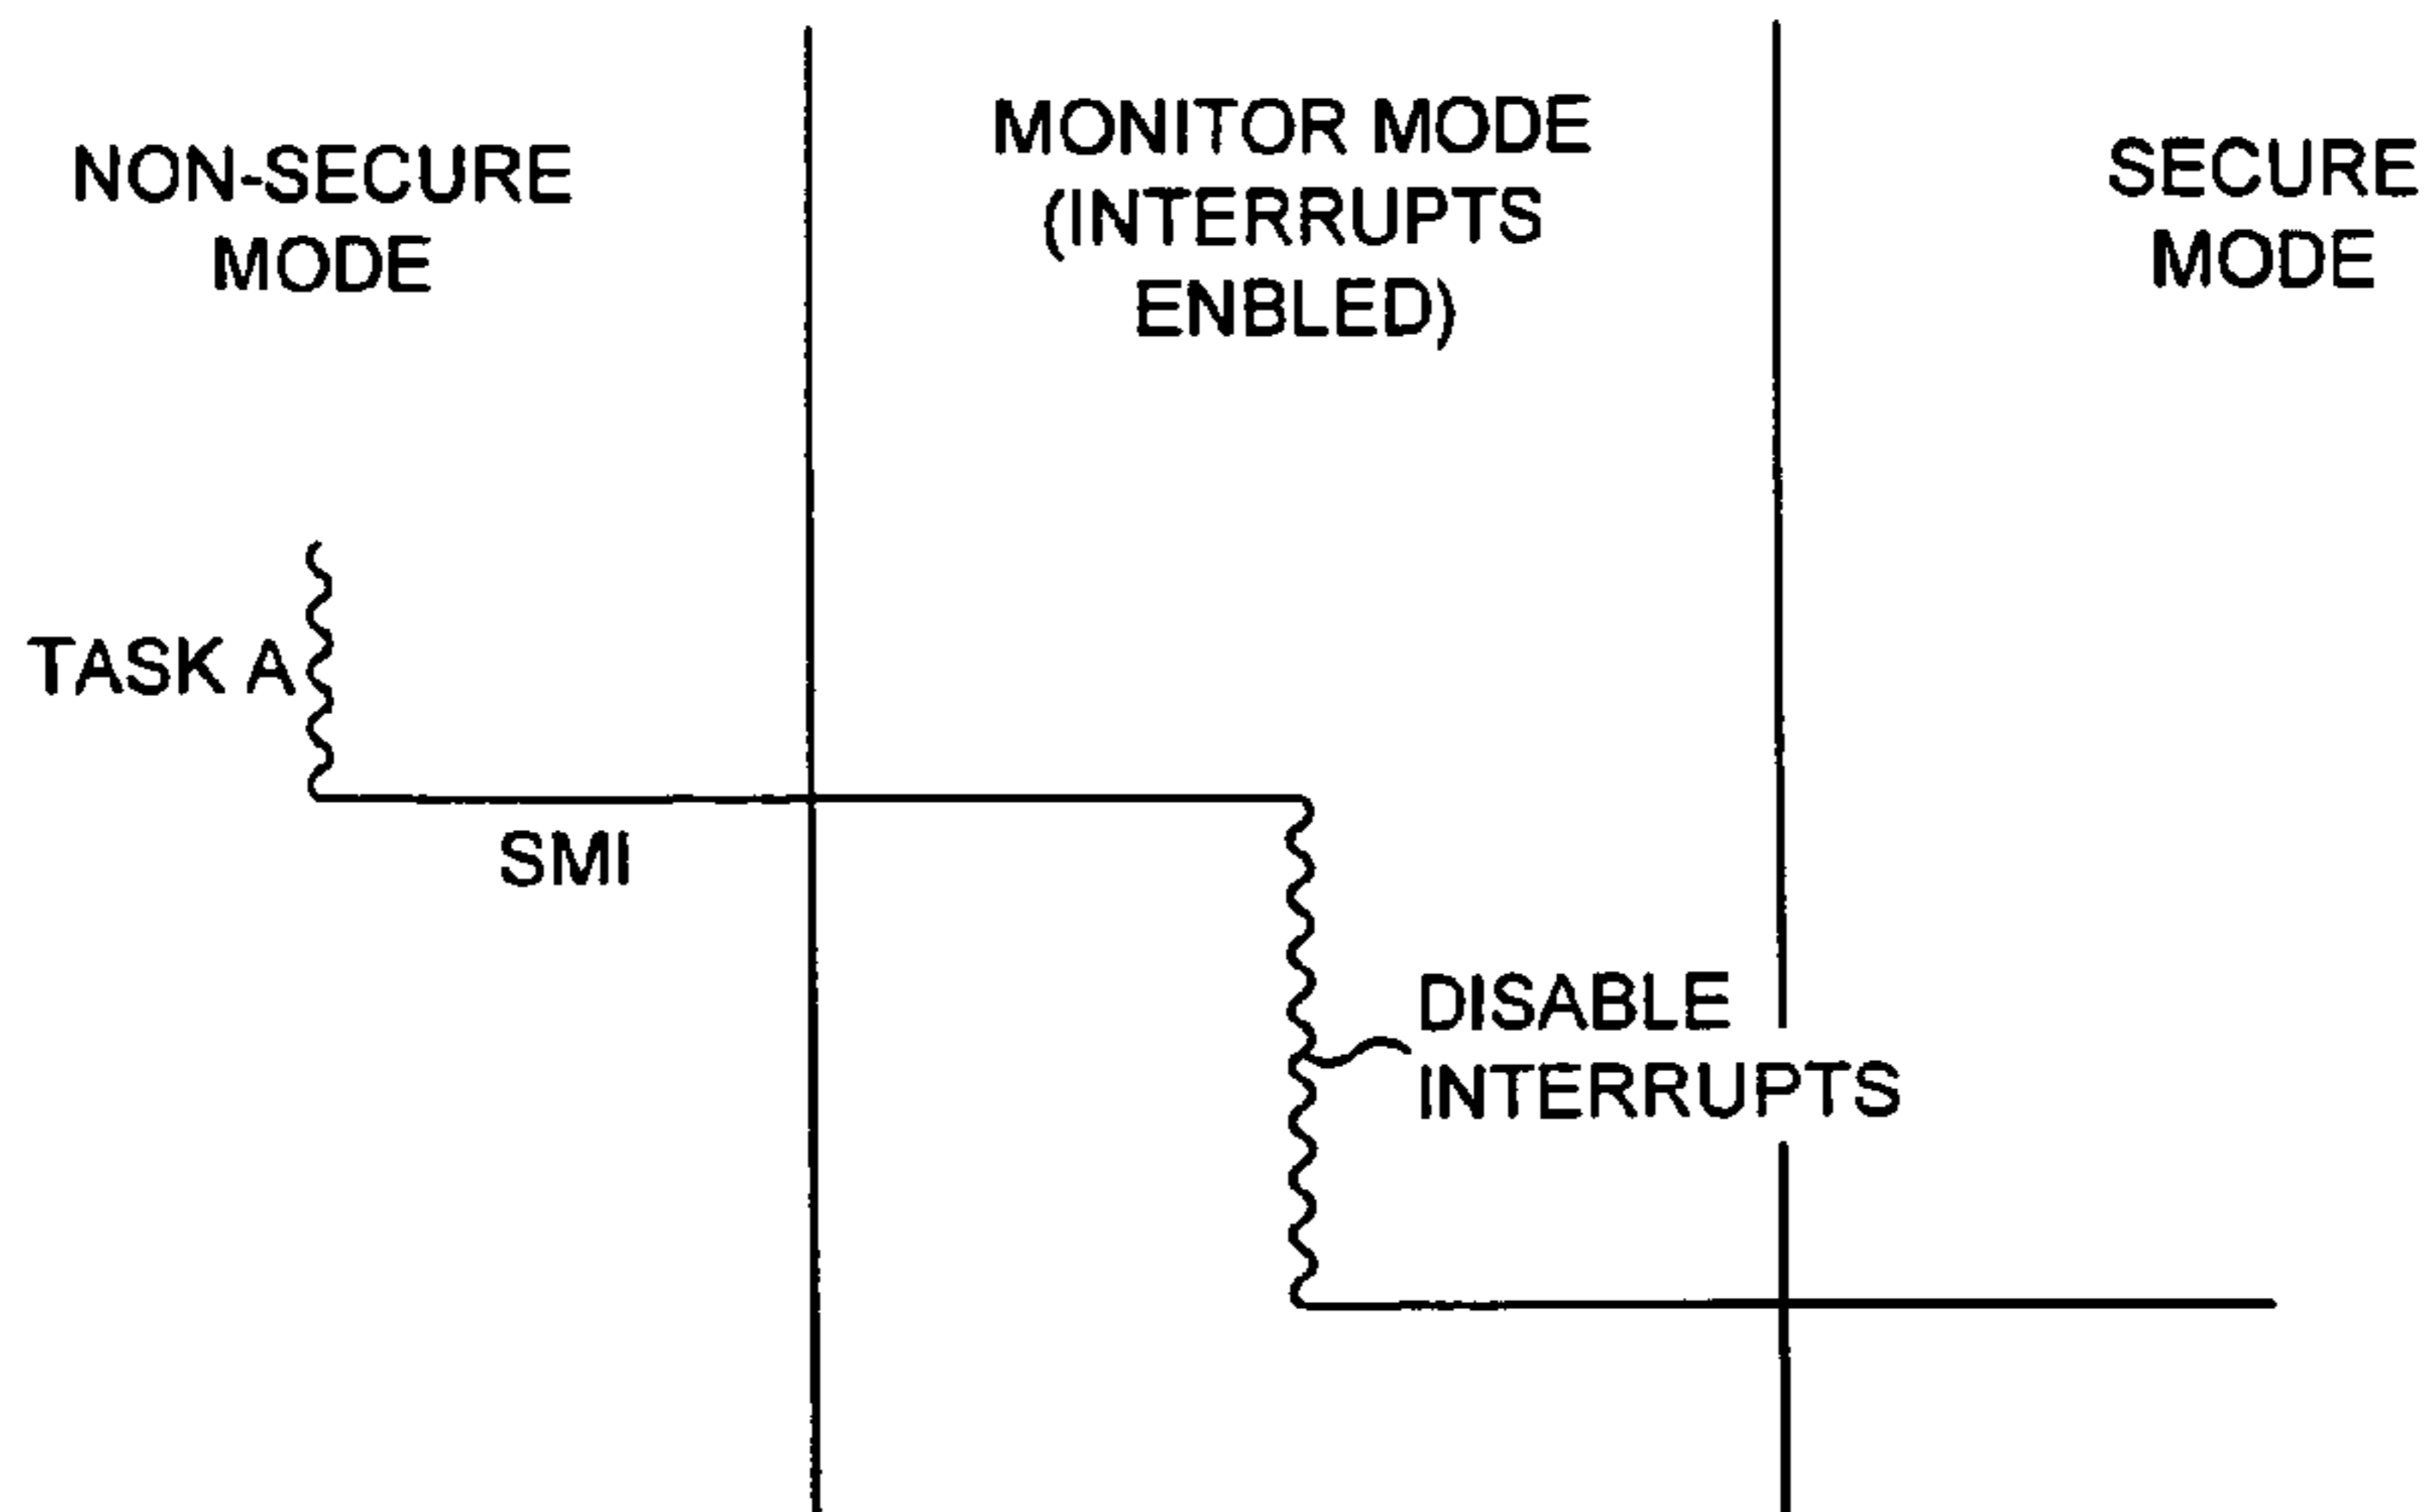 NON-SECURE
MODE
MONITOR MODE
(INTERRUPTS
ENBLED)
SECURE
MODE
TASK A
SMI
DISABLE
INTERRUPTS